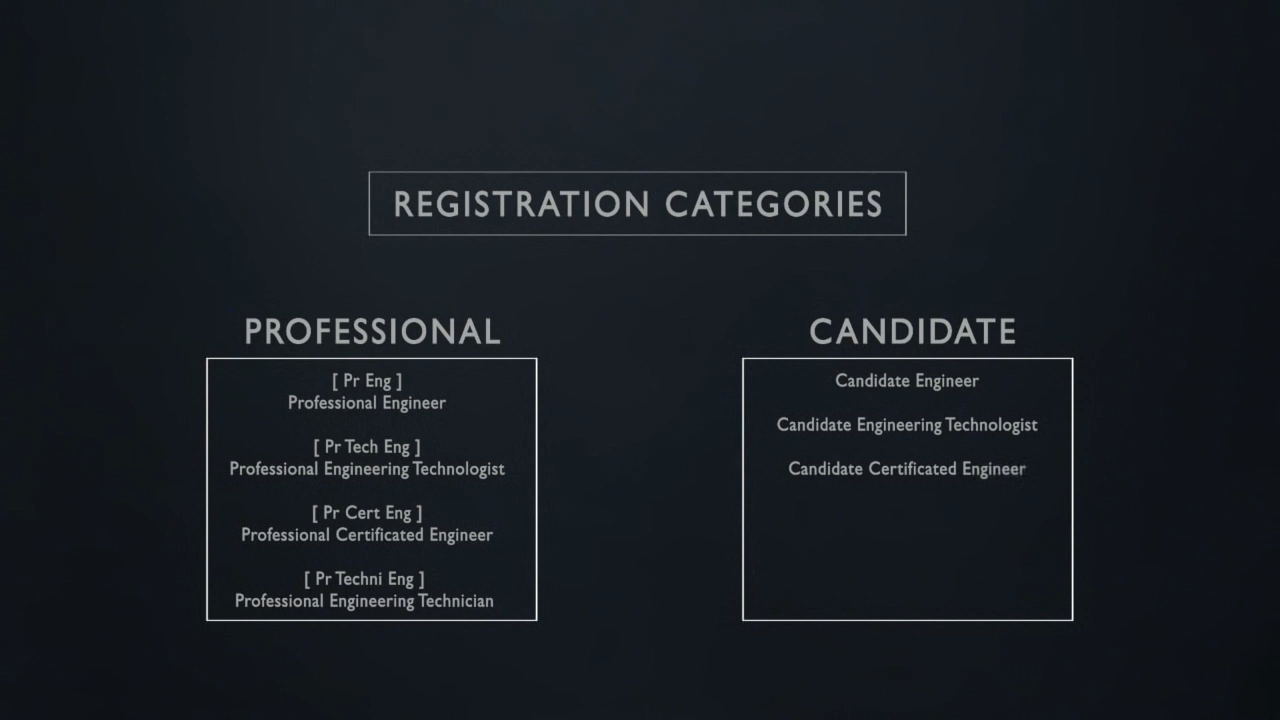 REGISTRATION CATEGORIES
PROFESSIONAL
[ Pr Eng ]
Professional Engineer
[ Pr Tech Eng ]
Professional Engineering Technologist
[ Pr Cert Eng ]
Professional Certificated Engineer
[ Pr Techni Eng ]
Professional Engineering Technician
CANDIDATE
Candidate Engineer
Candidate Engineering Technologist
Candidate Certificated Engineer